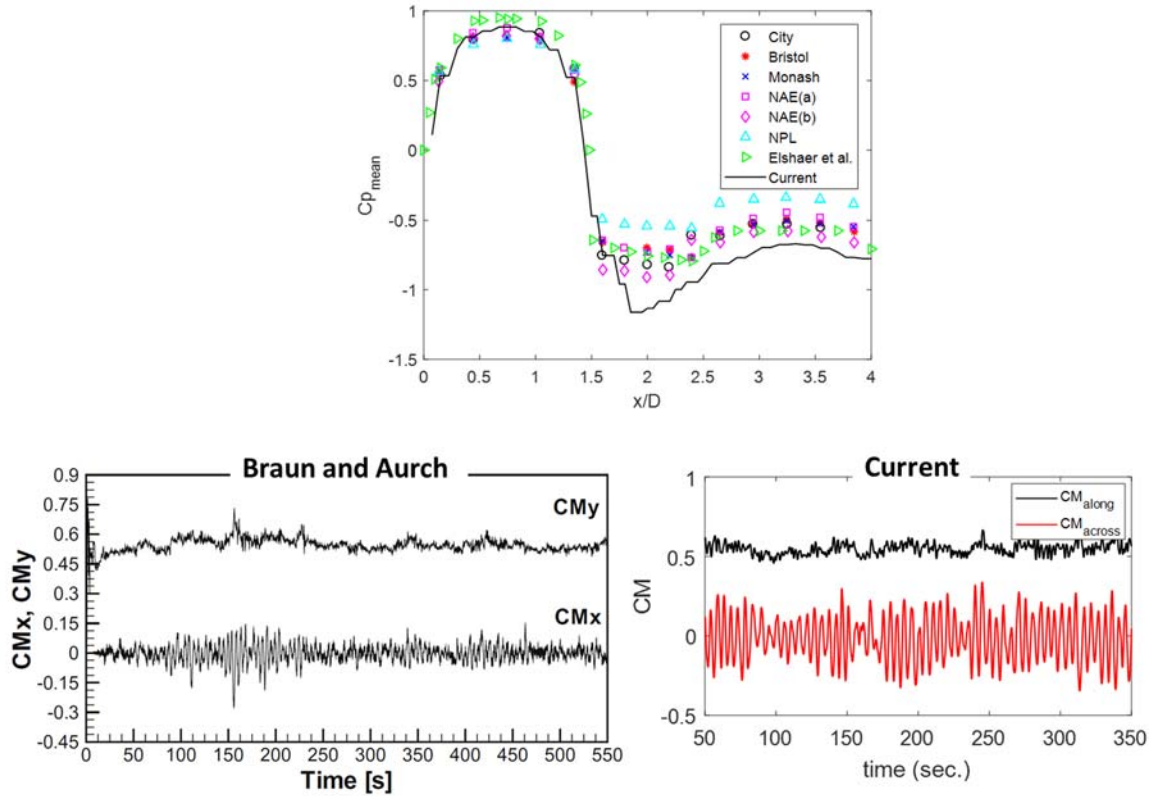 1
0.5
0
-0.5
-1
-1.5
Cp_mean
0 0.5 1 1.5 2 2.5 3 3.5 4
x/D
City
Bristol
Monash
NAE(a)
NAE(b)
NPL
Elshaer et al.
Current
Braun and Aurch
0.9
0.75
0.6
0.45
0.3
0.15
0
-0.15
-0.3
-0.45
CMx, CMy
CMy
CMx
0 50 100 150 200 250 300 350 400 450 500 550
Time [s]
Current
1
0.5
0
-0.5
CM
CM_along
CM_across
50 100 150 200 250 300 350
time (sec.)